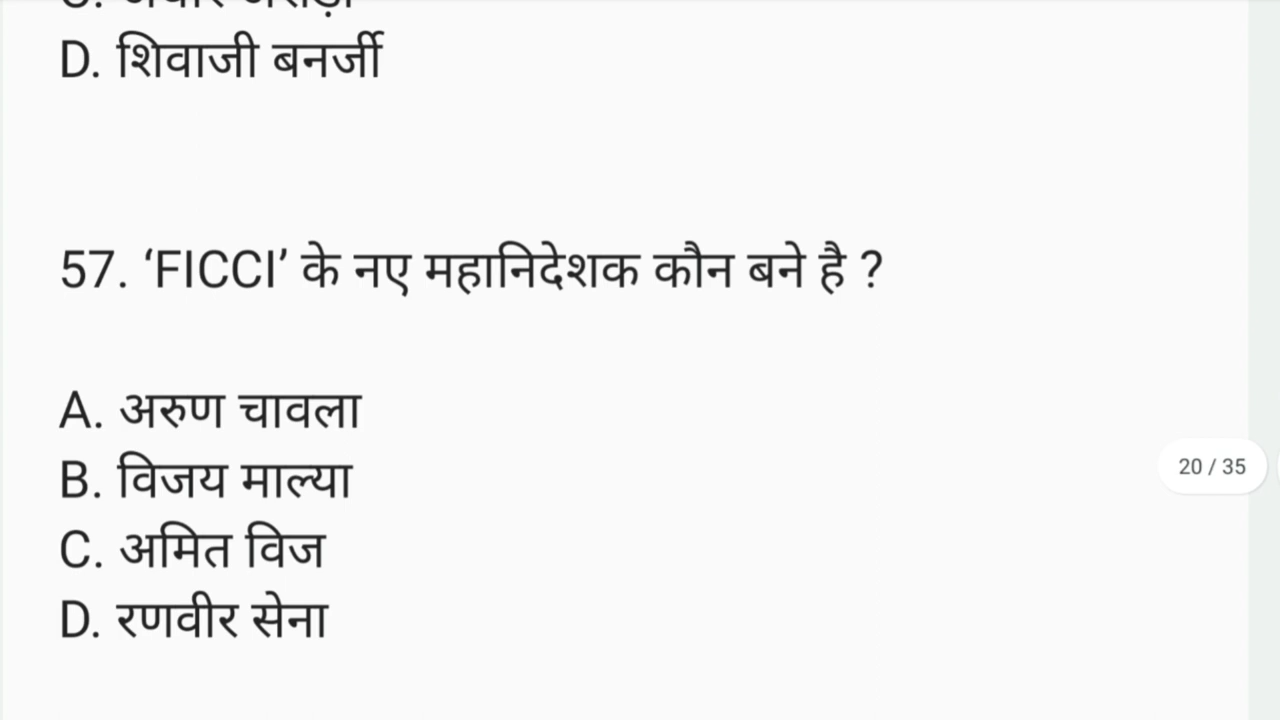 D. शिवाजी बनर्जी
57. ‘FICCI’ के नए महानिदेशक कौन बने है ?
A. अरुण चावला
B. विजय माल्या
20 / 35
C. अमित विज
D. रणवीर सेना